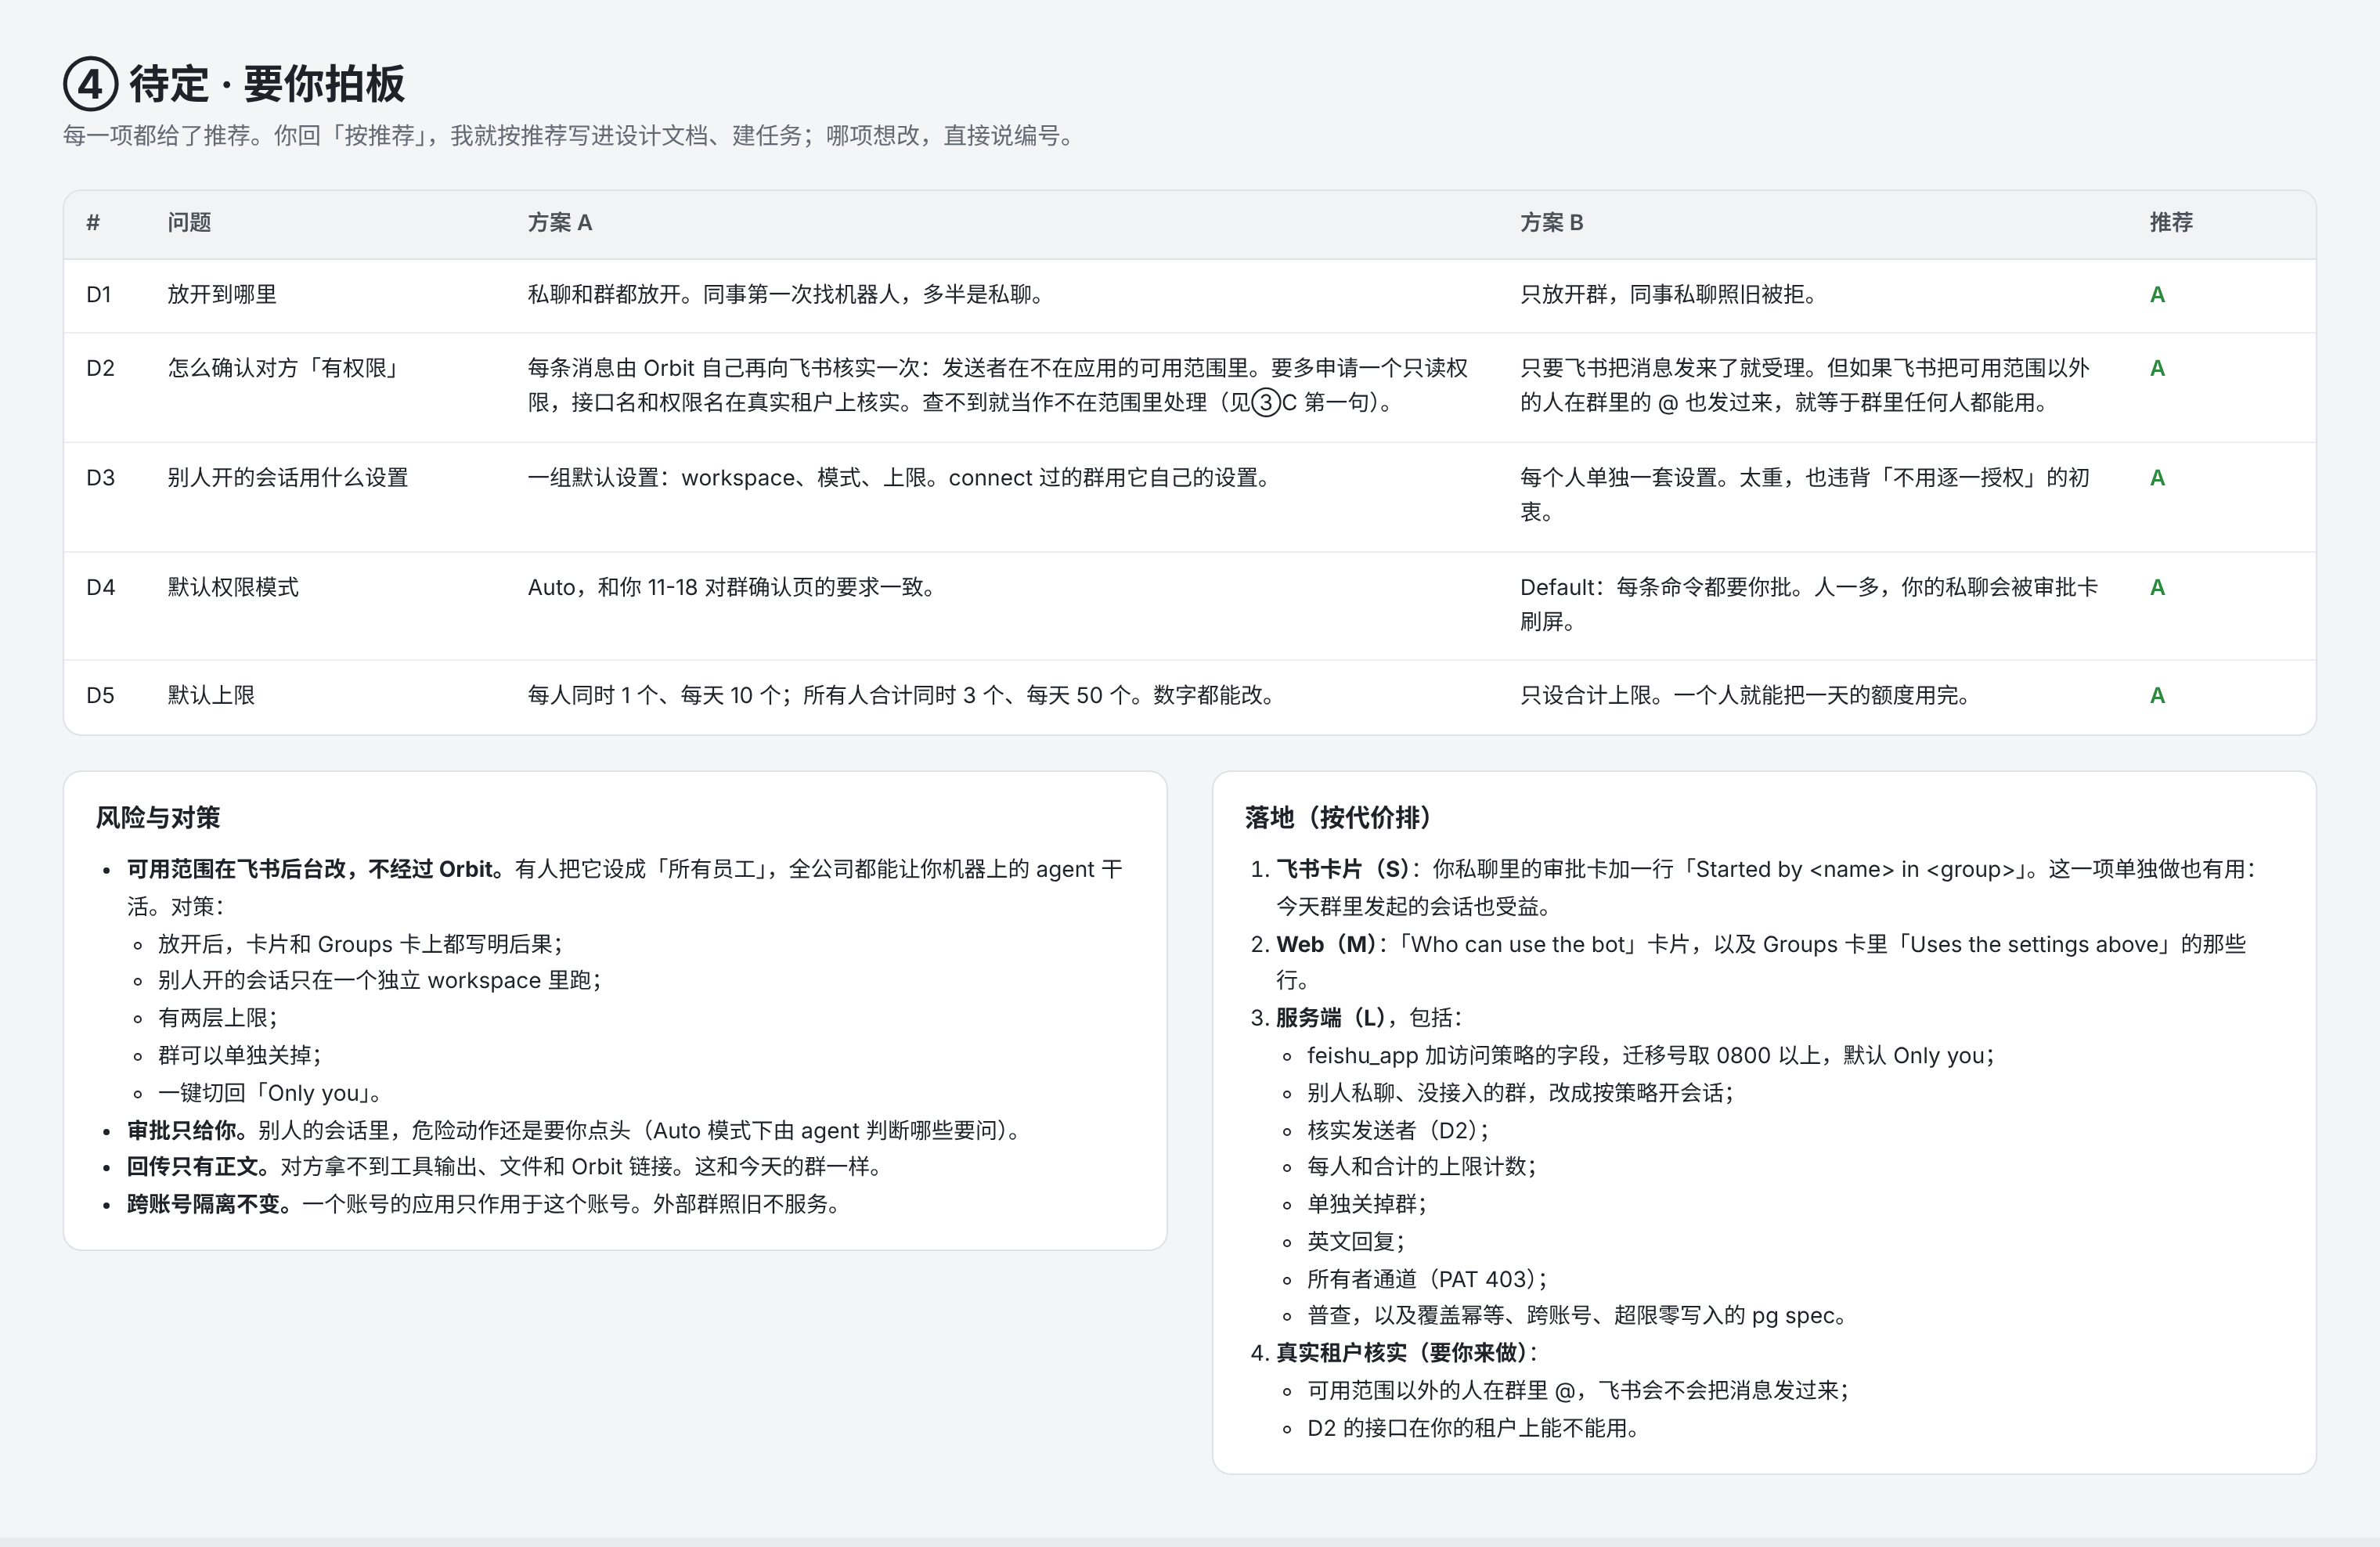 ④ 待定 · 要你拍板
每一项都给了推荐。你回「按推荐」，我就按推荐写进设计文档、建任务；哪项想改，直接说编号。
# 问题 方案 A 方案 B 推荐
D1 放开到哪里 私聊和群都放开。同事第一次找机器人，多半是私聊。 只放开群，同事私聊照旧被拒。 A
D2 怎么确认对方「有权限」 每条消息由 Orbit 自己再向飞书核实一次：发送者在不在应用的可用范围里。要多申请一个只读权 只要飞书把消息发来了就受理。但如果飞书把可用范围以外 A
限，接口名和权限名在真实租户上核实。查不到就当作不在范围里处理（见③C 第一句）。 的人在群里的 @ 也发过来，就等于群里任何人都能用。
D3 别人开的会话用什么设置 一组默认设置：workspace、模式、上限。connect 过的群用它自己的设置。 每个人单独一套设置。太重，也违背「不用逐一授权」的初 A
衷。
D4 默认权限模式 Auto，和你 11-18 对群确认页的要求一致。 Default：每条命令都要你批。人一多，你的私聊会被审批卡 A
刷屏。
D5 默认上限 每人同时 1 个、每天 10 个；所有人合计同时 3 个、每天 50 个。数字都能改。 只设合计上限。一个人就能把一天的额度用完。 A
风险与对策
• 可用范围在飞书后台改，不经过 Orbit。有人把它设成「所有员工」，全公司都能让你机器上的 agent 干
活。对策：
◦ 放开后，卡片和 Groups 卡上都写明后果；
◦ 别人开的会话只在一个独立 workspace 里跑；
◦ 有两层上限；
◦ 群可以单独关掉；
◦ 一键切回「Only you」。
• 审批只给你。别人的会话里，危险动作还是要你点头（Auto 模式下由 agent 判断哪些要问）。
• 回传只有正文。对方拿不到工具输出、文件和 Orbit 链接。这和今天的群一样。
• 跨账号隔离不变。一个账号的应用只作用于这个账号。外部群照旧不服务。
落地（按代价排）
1. 飞书卡片（S）：你私聊里的审批卡加一行「Started by <name> in <group>」。这一项单独做也有用：
今天群里发起的会话也受益。
2. Web（M）：「Who can use the bot」卡片，以及 Groups 卡里「Uses the settings above」的那些
行。
3. 服务端（L），包括：
◦ feishu_app 加访问策略的字段，迁移号取 0800 以上，默认 Only you；
◦ 别人私聊、没接入的群，改成按策略开会话；
◦ 核实发送者（D2）；
◦ 每人和合计的上限计数；
◦ 单独关掉群；
◦ 英文回复；
◦ 所有者通道（PAT 403）；
◦ 普查，以及覆盖幂等、跨账号、超限零写入的 pg spec。
4. 真实租户核实（要你来做）：
◦ 可用范围以外的人在群里 @，飞书会不会把消息发过来；
◦ D2 的接口在你的租户上能不能用。